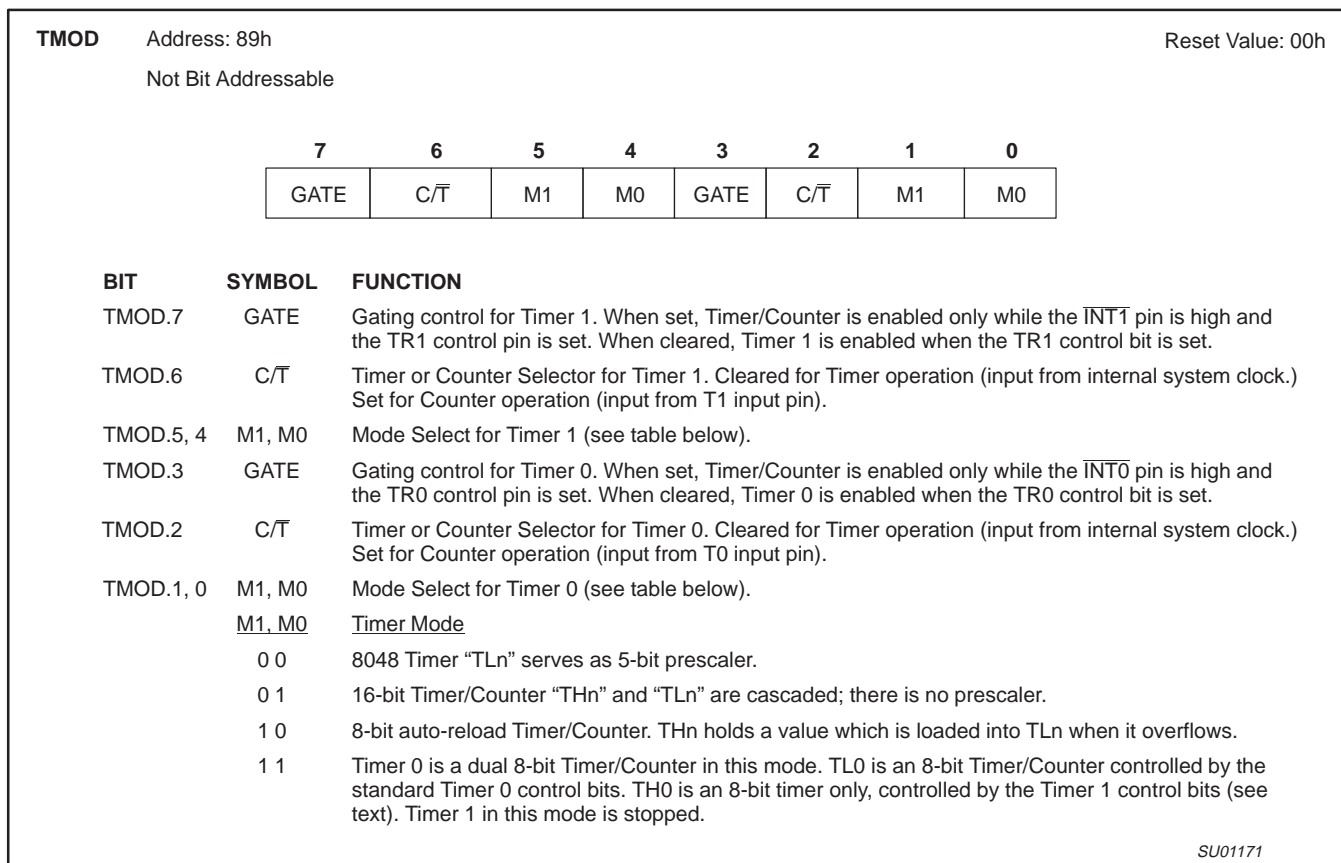 TMOD Address: 89h Reset Value: 00h
Not Bit Addressable
7 6 5 4 3 2 1 0
GATE C/T̅ M1 M0 GATE C/T̅ M1 M0
BIT SYMBOL FUNCTION
TMOD.7 GATE Gating control for Timer 1. When set, Timer/Counter is enabled only while the I̅N̅T̅1̅ pin is high and
the TR1 control pin is set. When cleared, Timer 1 is enabled when the TR1 control bit is set.
TMOD.6 C/T̅ Timer or Counter Selector for Timer 1. Cleared for Timer operation (input from internal system clock.)
Set for Counter operation (input from T1 input pin).
TMOD.5, 4 M1, M0 Mode Select for Timer 1 (see table below).
TMOD.3 GATE Gating control for Timer 0. When set, Timer/Counter is enabled only while the I̅N̅T̅0̅ pin is high and
the TR0 control pin is set. When cleared, Timer 0 is enabled when the TR0 control bit is set.
TMOD.2 C/T̅ Timer or Counter Selector for Timer 0. Cleared for Timer operation (input from internal system clock.)
Set for Counter operation (input from T0 input pin).
TMOD.1, 0 M1, M0 Mode Select for Timer 0 (see table below).
M1, M0 Timer Mode
0 0 8048 Timer “TLn” serves as 5-bit prescaler.
0 1 16-bit Timer/Counter “THn” and “TLn” are cascaded; there is no prescaler.
1 0 8-bit auto-reload Timer/Counter. THn holds a value which is loaded into TLn when it overflows.
1 1 Timer 0 is a dual 8-bit Timer/Counter in this mode. TL0 is an 8-bit Timer/Counter controlled by the
standard Timer 0 control bits. TH0 is an 8-bit timer only, controlled by the Timer 1 control bits (see
text). Timer 1 in this mode is stopped.
SU01171